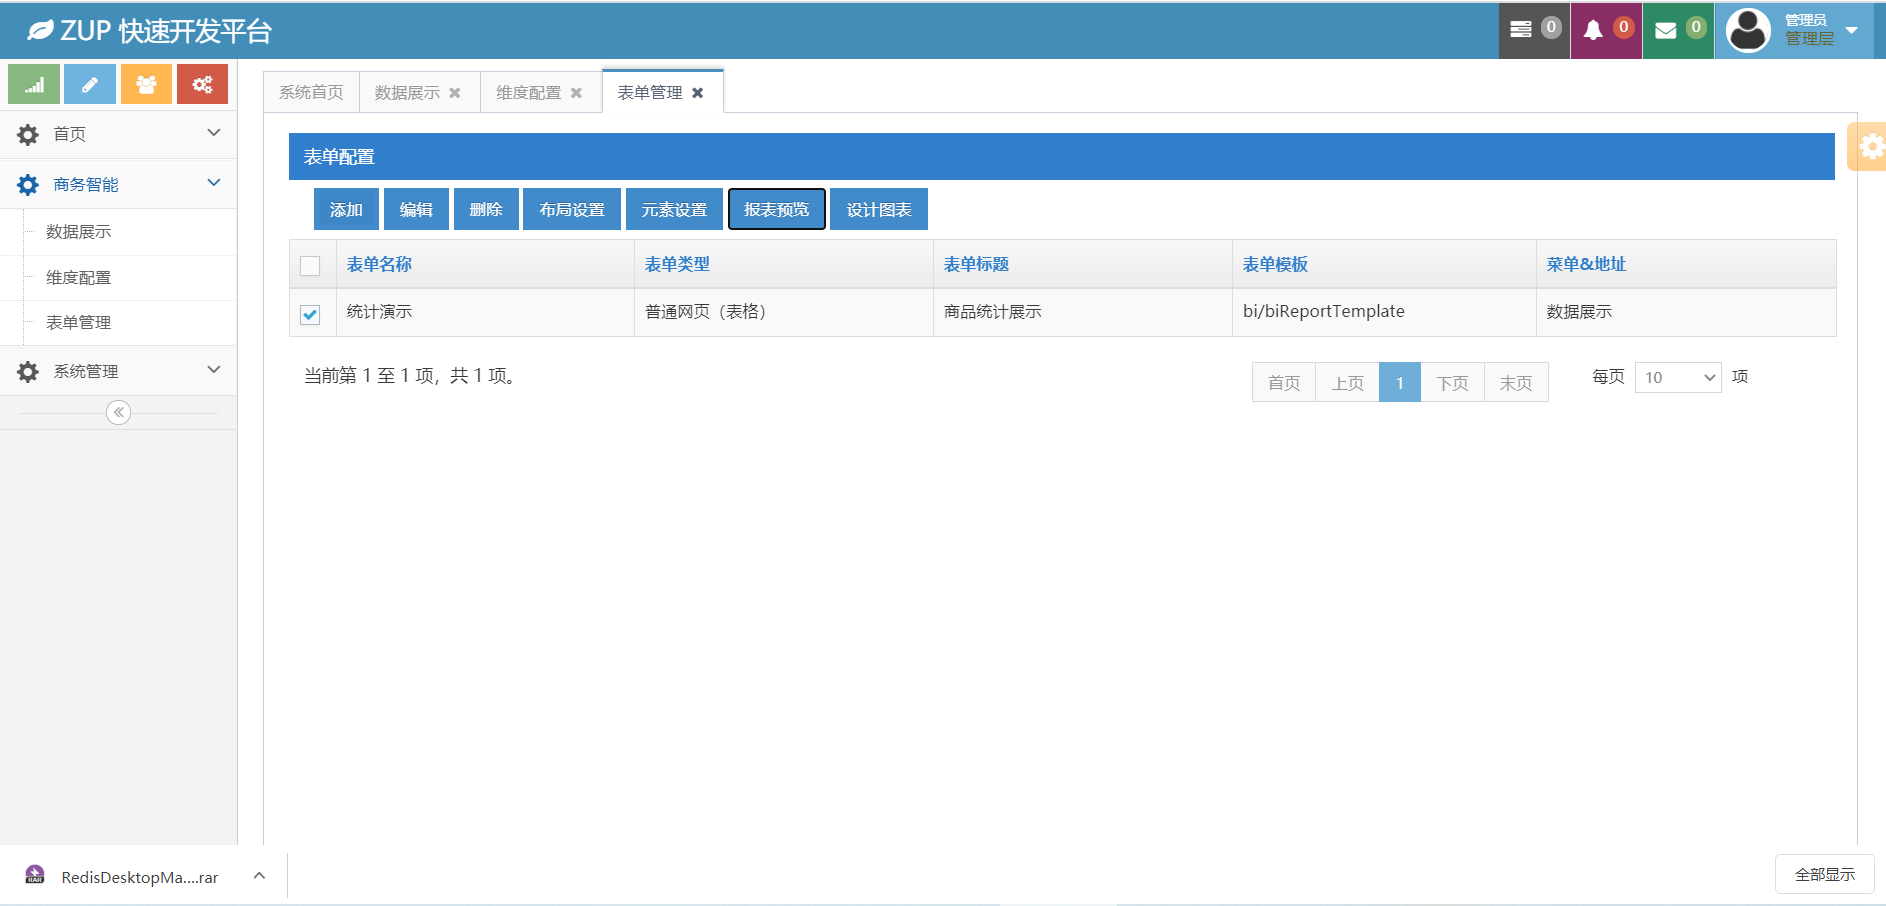 ZUP 快速开发平台
0
0
0
管理员
管理层
系统首页
数据展示
维度配置
表单管理
首页
商务智能
数据展示
维度配置
表单管理
系统管理
表单配置
添加
编辑
删除
布局设置
元素设置
报表预览
设计图表
表单名称
表单类型
表单标题
表单模板
菜单&地址
统计演示
普通网页（表格）
商品统计展示
bi/biReportTemplate
数据展示
当前第 1 至 1 项，共 1 项。
首页
上页
1
下页
末页
每页
10
项
RAR
RedisDesktopMa....rar
全部显示